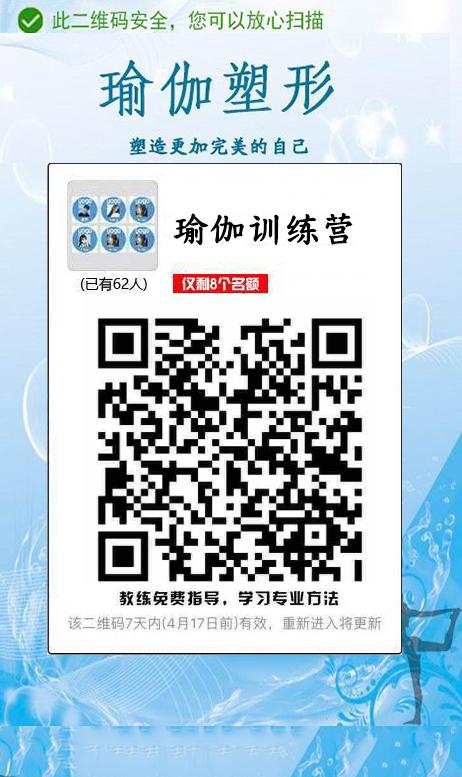 此二维码安全，您可以放心扫描
瑜伽塑形
塑造更加完美的自己
瑜伽训练营
(已有62人)
仅剩8个名额
教练免费指导，学习专业方法
该二维码7天内(4月17日前)有效，重新进入将更新